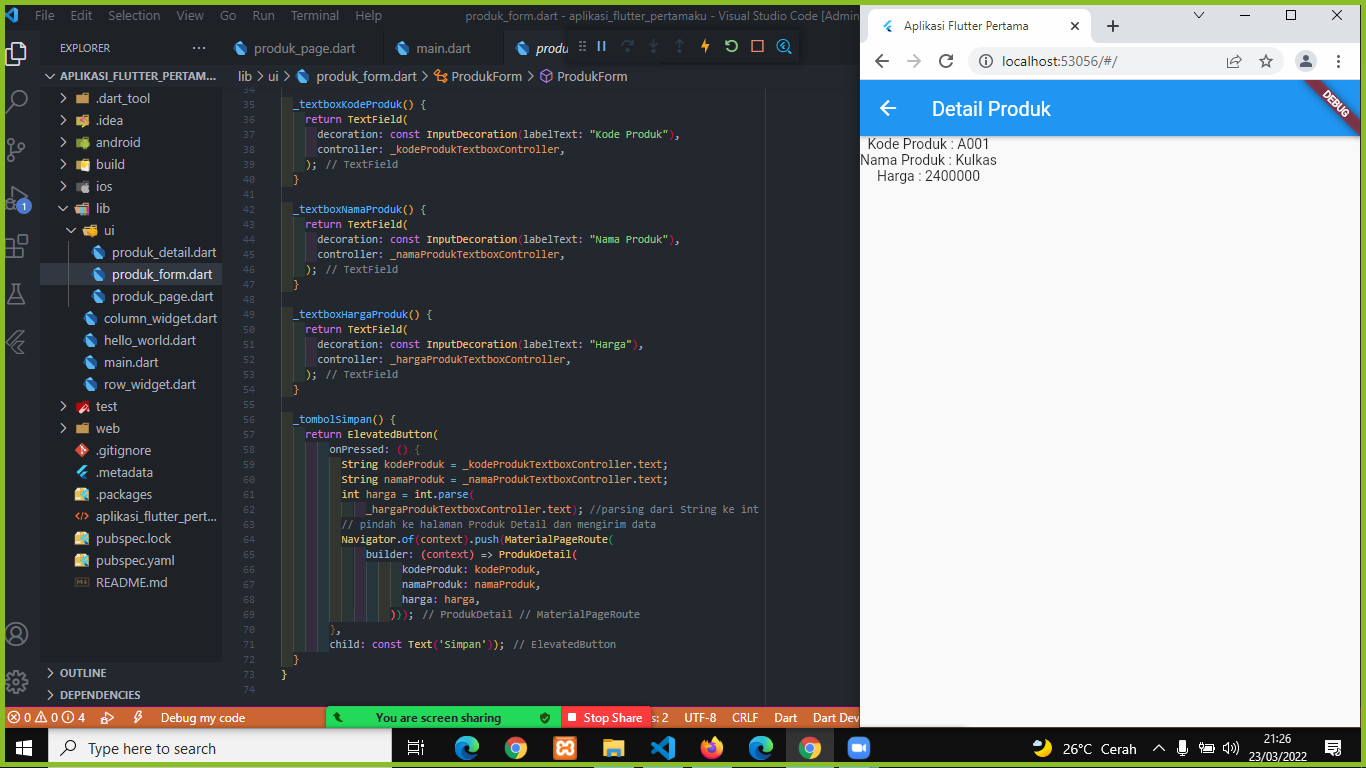 File Edit Selection View Go Run Terminal Help produk_form.dart - aplikasi_flutter_pertamaku - Visual Studio Code [Admin
EXPLORER ···
produk_page.dart main.dart produ
APLIKASI_FLUTTER_PERTAM...
.dart_tool
.idea
android
build
ios
lib
ui
produk_detail.dart
produk_form.dart
produk_page.dart
column_widget.dart
hello_world.dart
main.dart
row_widget.dart
test
web
.gitignore
.metadata
.packages
aplikasi_flutter_pert...
pubspec.lock
pubspec.yaml
README.md
OUTLINE
DEPENDENCIES
1
lib > ui > produk_form.dart > ProdukForm > ProdukForm
34
35 _textboxKodeProduk() {
36 return TextField(
37 decoration: const InputDecoration(labelText: "Kode Produk"),
38 controller: _kodeProdukTextboxController,
39 ); // TextField
40 }
41
42 _textboxNamaProduk() {
43 return TextField(
44 decoration: const InputDecoration(labelText: "Nama Produk"),
45 controller: _namaProdukTextboxController,
46 ); // TextField
47 }
48
49 _textboxHargaProduk() {
50 return TextField(
51 decoration: const InputDecoration(labelText: "Harga"),
52 controller: _hargaProdukTextboxController,
53 ); // TextField
54 }
55
56 _tombolSimpan() {
57 return ElevatedButton(
58 onPressed: () {
59 String kodeProduk = _kodeProdukTextboxController.text;
60 String namaProduk = _namaProdukTextboxController.text;
61 int harga = int.parse(
62 _hargaProdukTextboxController.text); //parsing dari String ke int
63 // pindah ke halaman Produk Detail dan mengirim data
64 Navigator.of(context).push(MaterialPageRoute(
65 builder: (context) => ProdukDetail(
66 kodeProduk: kodeProduk,
67 namaProduk: namaProduk,
68 harga: harga,
69 ))); // ProdukDetail // MaterialPageRoute
70 },
71 child: const Text('Simpan')); // ElevatedButton
72 }
73 }
74
0 0 4 Debug my code
You are screen sharing Stop Share
s: 2 UTF-8 CRLF Dart Dart Dev
Aplikasi Flutter Pertama
localhost:53056/#/
Detail Produk
DEBUG
Kode Produk : A001
Nama Produk : Kulkas
Harga : 2400000
Type here to search
26°C Cerah
21:26
23/03/2022